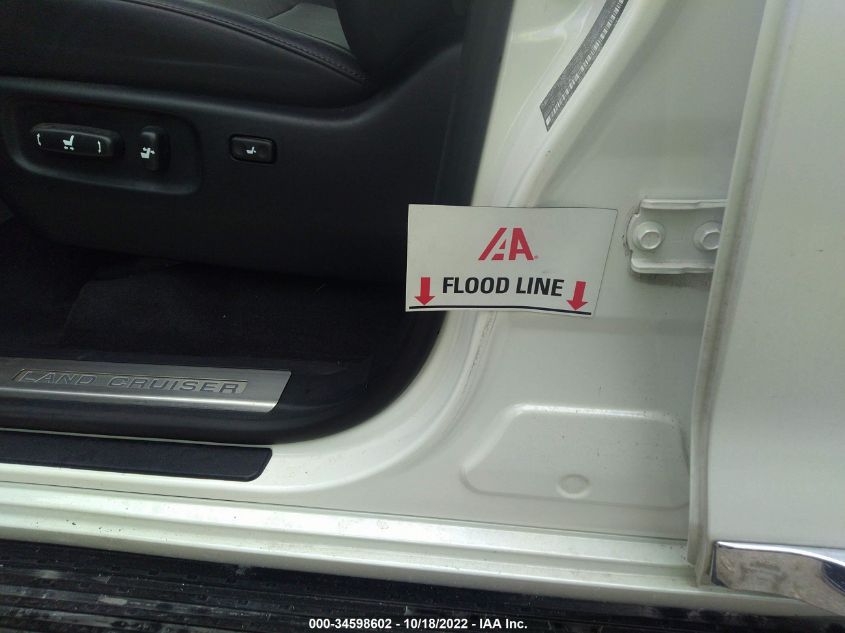 IAA
FLOOD LINE
LAND CRUISER
000-34598602 - 10/18/2022 - IAA Inc.